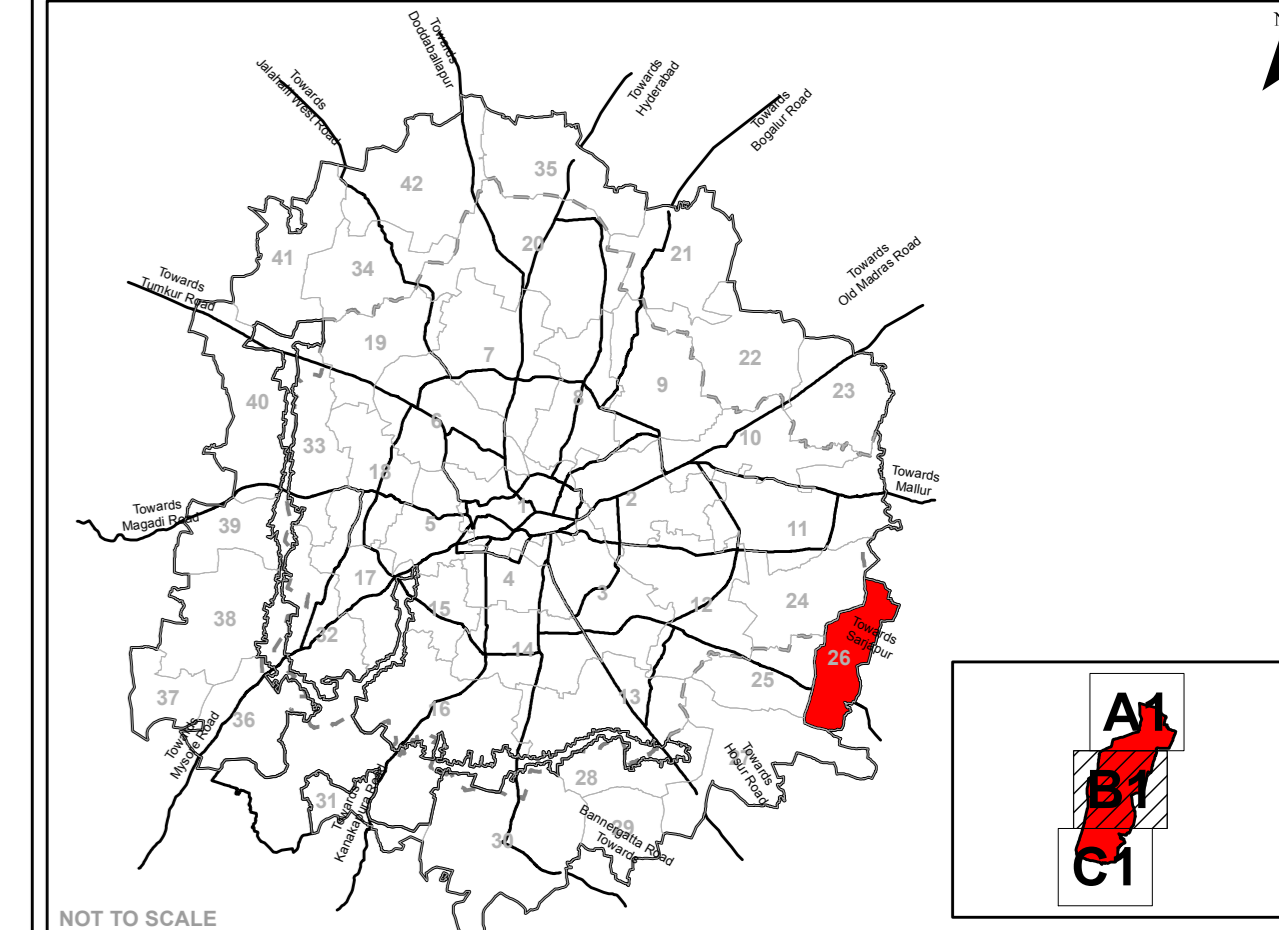 N
Towards
Doddaballapur
Towards
Jalahalli West Road
Towards
Hyderabad
Towards
Bogalur Road
35
42
20
21
41
34
Towards
Old Madras Road
Towards
Tumkur Road
19
7
22
9
23
8
40
6
10
33
18
Towards
Mallur
2
1
Towards
Magadi Road
39
5
11
17
4
3
24
15
12
38
32
Towards
Sarjapur
14
26
25
37
13
16
36
Towards
Mysore Road
Towards
Hosur Road
28
31
Towards
Kanakapura Road
29
30
Bannergatta Road
Towards
A1
B1
C1
NOT TO SCALE